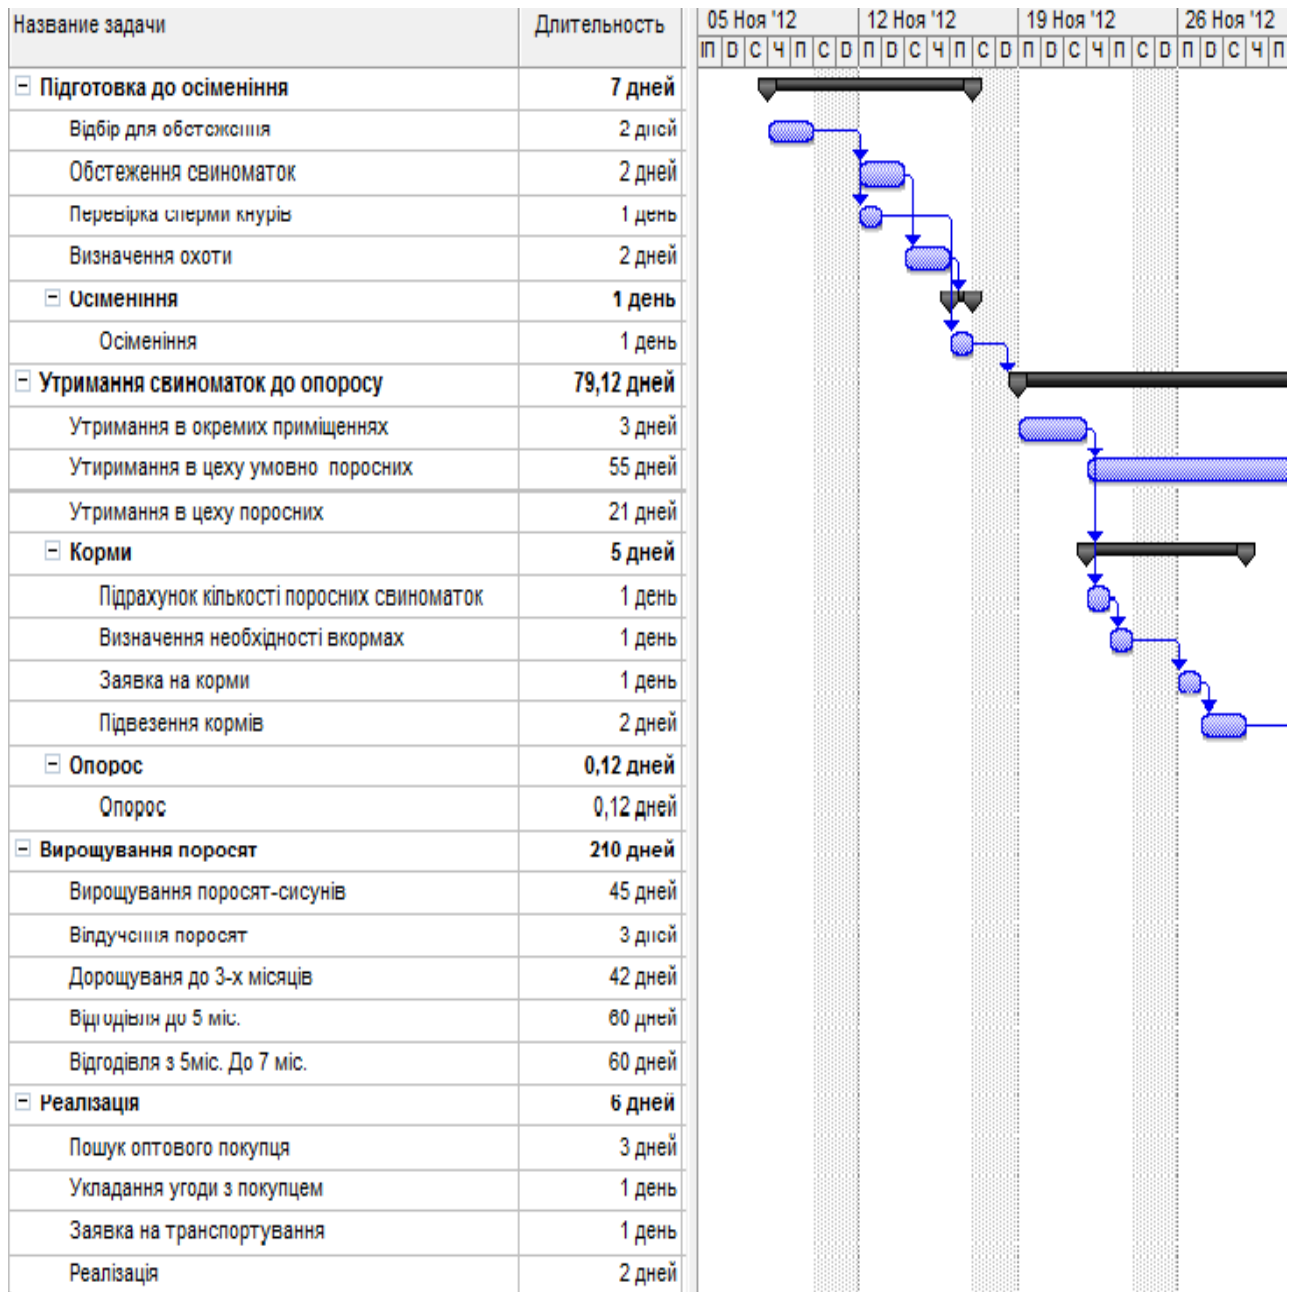 Название задачи Длительность 05 Ноя '12 12 Ноя '12 19 Ноя '12 26 Ноя '12
П В С Ч П С В П В С Ч П С В П В С Ч П С В П В С Ч П
Підготовка до осіменіння 7 дней
Відбір для обстеження 2 дней
Обстеження свиноматок 2 дней
Перевірка сперми кнурів 1 день
Визначення охоти 2 дней
Осіменіння 1 день
Осіменіння 1 день
Утримання свиноматок до опоросу 79,12 дней
Утримання в окремих приміщеннях 3 дней
Утиримання в цеху умовно поросних 55 дней
Утримання в цеху поросних 21 дней
Корми 5 дней
Підрахунок кількості поросних свиноматок 1 день
Визначення необхідності вкормах 1 день
Заявка на корми 1 день
Підвезення кормів 2 дней
Опорос 0,12 дней
Опорос 0,12 дней
Вирощування поросят 210 дней
Вирощування поросят-сисунів 45 дней
Відлучення поросят 3 дней
Дорощуваня до 3-х місяців 42 дней
Відгодівля до 5 міс. 60 дней
Відгодівля з 5міс. До 7 міс. 60 дней
Реалізація 6 дней
Пошук оптового покупця 3 дней
Укладання угоди з покупцем 1 день
Заявка на транспортування 1 день
Реалізація 2 дней